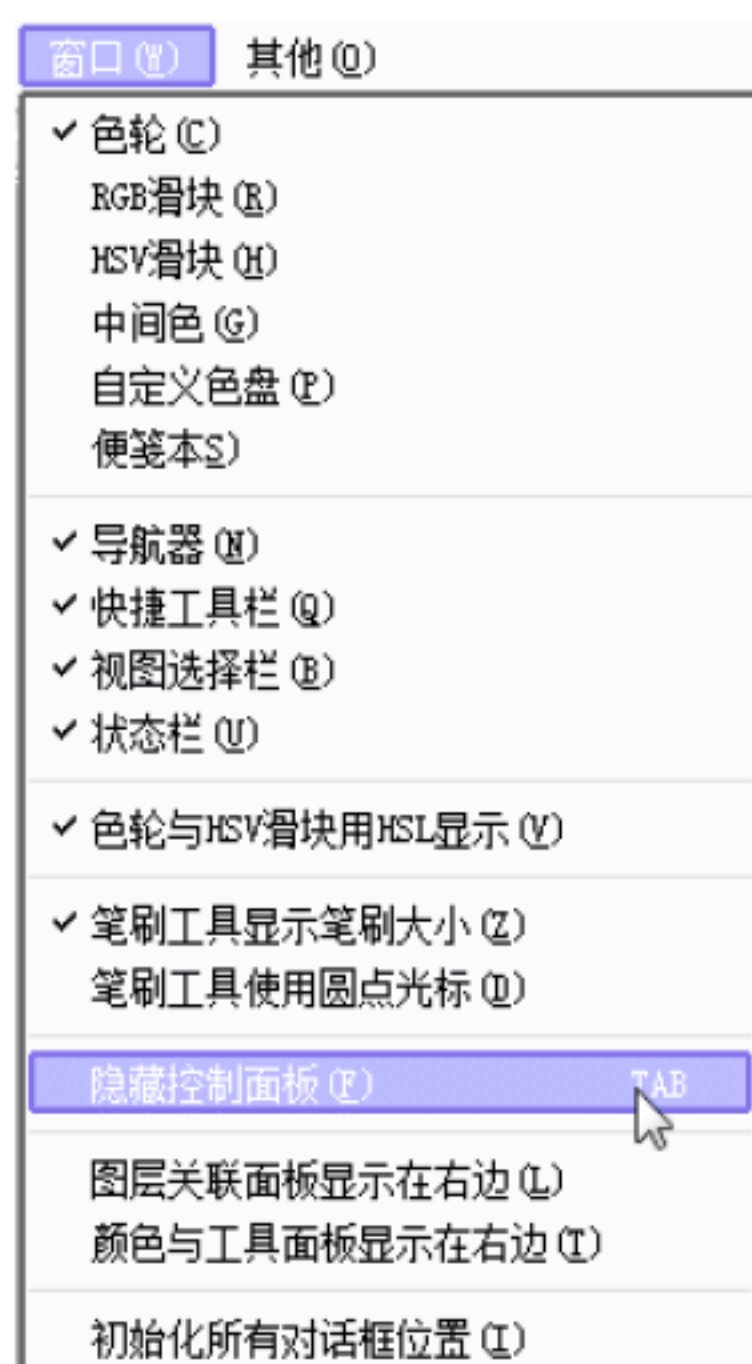 窗口(W) 其他(O)
色轮(C)
RGB滑块(R)
HSV滑块(H)
中间色(G)
自定义色盘(P)
便笺本S)
导航器(N)
快捷工具栏(Q)
视图选择栏(B)
状态栏(U)
色轮与HSV滑块用HSL显示(V)
笔刷工具显示笔刷大小(Z)
笔刷工具使用圆点光标(D)
隐藏控制面板(F) TAB
图层关联面板显示在右边(L)
颜色与工具面板显示在右边(T)
初始化所有对话框位置(I)